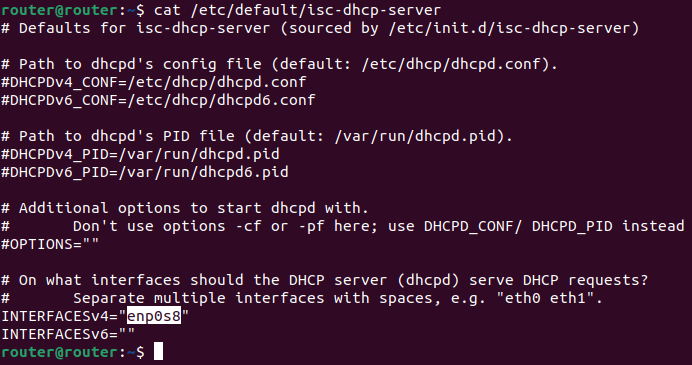 router@router:~$ cat /etc/default/isc-dhcp-server
# Defaults for isc-dhcp-server (sourced by /etc/init.d/isc-dhcp-server)

# Path to dhcpd's config file (default: /etc/dhcp/dhcpd.conf).
#DHCPDv4_CONF=/etc/dhcp/dhcpd.conf
#DHCPDv6_CONF=/etc/dhcp/dhcpd6.conf

# Path to dhcpd's PID file (default: /var/run/dhcpd.pid).
#DHCPDv4_PID=/var/run/dhcpd.pid
#DHCPDv6_PID=/var/run/dhcpd6.pid

# Additional options to start dhcpd with.
#       Don't use options -cf or -pf here; use DHCPD_CONF/ DHCPD_PID instead
#OPTIONS=""

# On what interfaces should the DHCP server (dhcpd) serve DHCP requests?
#       Separate multiple interfaces with spaces, e.g. "eth0 eth1".
INTERFACESv4="enp0s8"
INTERFACESv6=""
router@router:~$